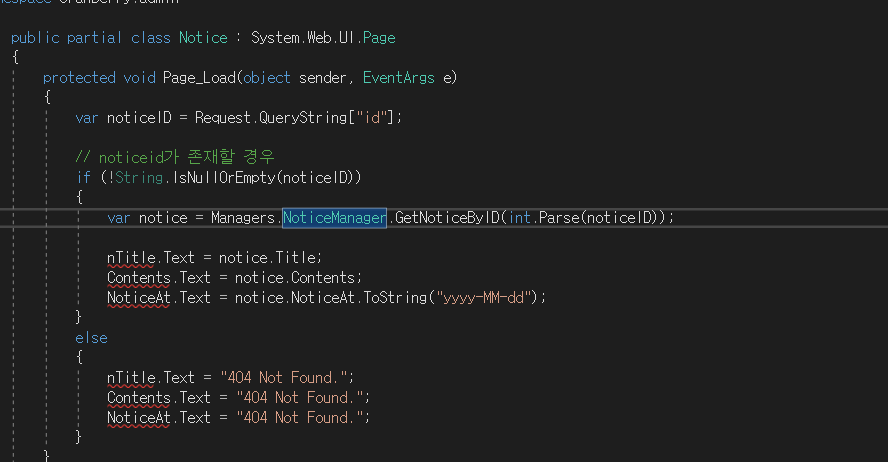 public partial class Notice : System.Web.UI.Page
{
protected void Page_Load(object sender, EventArgs e)
{
var noticeID = Request.QueryString["id"];
// noticeid가 존재할 경우
if (!String.IsNullOrEmpty(noticeID))
{
var notice = Managers.NoticeManager.GetNoticeByID(int.Parse(noticeID));
nTitle.Text = notice.Title;
Contents.Text = notice.Contents;
NoticeAt.Text = notice.NoticeAt.ToString("yyyy-MM-dd");
}
else
{
nTitle.Text = "404 Not Found.";
Contents.Text = "404 Not Found.";
NoticeAt.Text = "404 Not Found.";
}
}